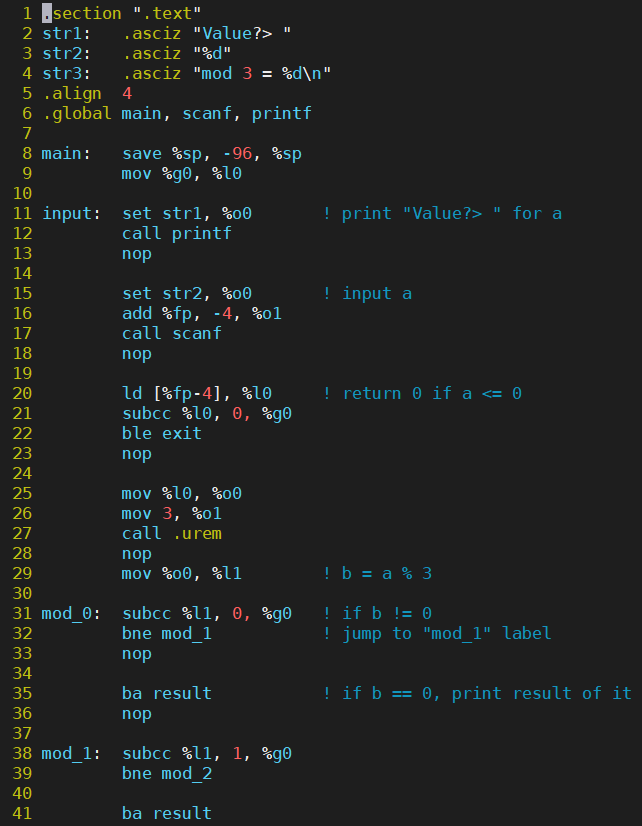 1 .section ".text"
2 str1:   .asciz "Value?> "
3 str2:   .asciz "%d"
4 str3:   .asciz "mod 3 = %d\n"
5 .align  4
6 .global main, scanf, printf
7
8 main:   save %sp, -96, %sp
9         mov %g0, %l0
10
11 input:  set str1, %o0       ! print "Value?> " for a
12         call printf
13         nop
14
15         set str2, %o0       ! input a
16         add %fp, -4, %o1
17         call scanf
18         nop
19
20         ld [%fp-4], %l0     ! return 0 if a <= 0
21         subcc %l0, 0, %g0
22         ble exit
23         nop
24
25         mov %l0, %o0
26         mov 3, %o1
27         call .urem
28         nop
29         mov %o0, %l1        ! b = a % 3
30
31 mod_0:  subcc %l1, 0, %g0   ! if b != 0
32         bne mod_1           ! jump to "mod_1" label
33         nop
34
35         ba result           ! if b == 0, print result of it
36         nop
37
38 mod_1:  subcc %l1, 1, %g0
39         bne mod_2
40
41         ba result